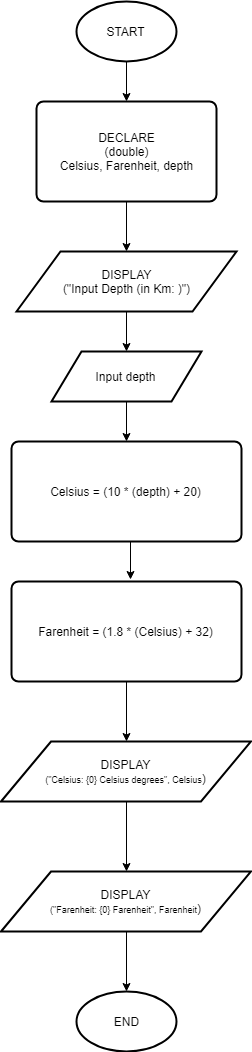 START
DECLARE
(double)
Celsius, Farenheit, depth
DISPLAY
("Input Depth (in Km: )")
Input depth
Celsius = (10 * (depth) + 20)
Farenheit = (1.8 * (Celsius) + 32)
DISPLAY
("Celsius: {0} Celsius degrees", Celsius)
DISPLAY
("Farenheit: {0} Farenheit", Farenheit)
END